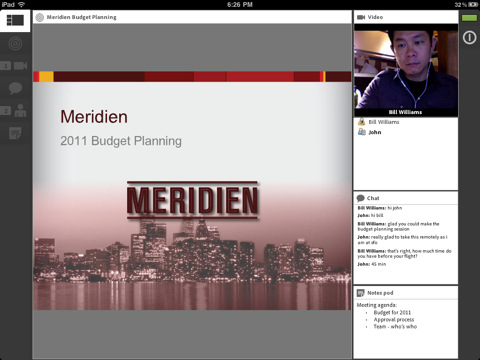 iPad
6:26 PM
32%
Meridien Budget Planning
Meridien
2011 Budget Planning
MERIDIEN
Video
Bill Williams
Bill Williams
John
Chat
Bill Williams: hi john
John: hi bill
Bill Williams: glad you could make the
budget planning session
John: really glad to take this remotely as i
am at sfo
Bill Williams: that's right, how much time do
you have before your flight?
John: 45 min
Notes pod
Meeting agenda:
- Budget for 2011
- Approval process
- Team - who's who